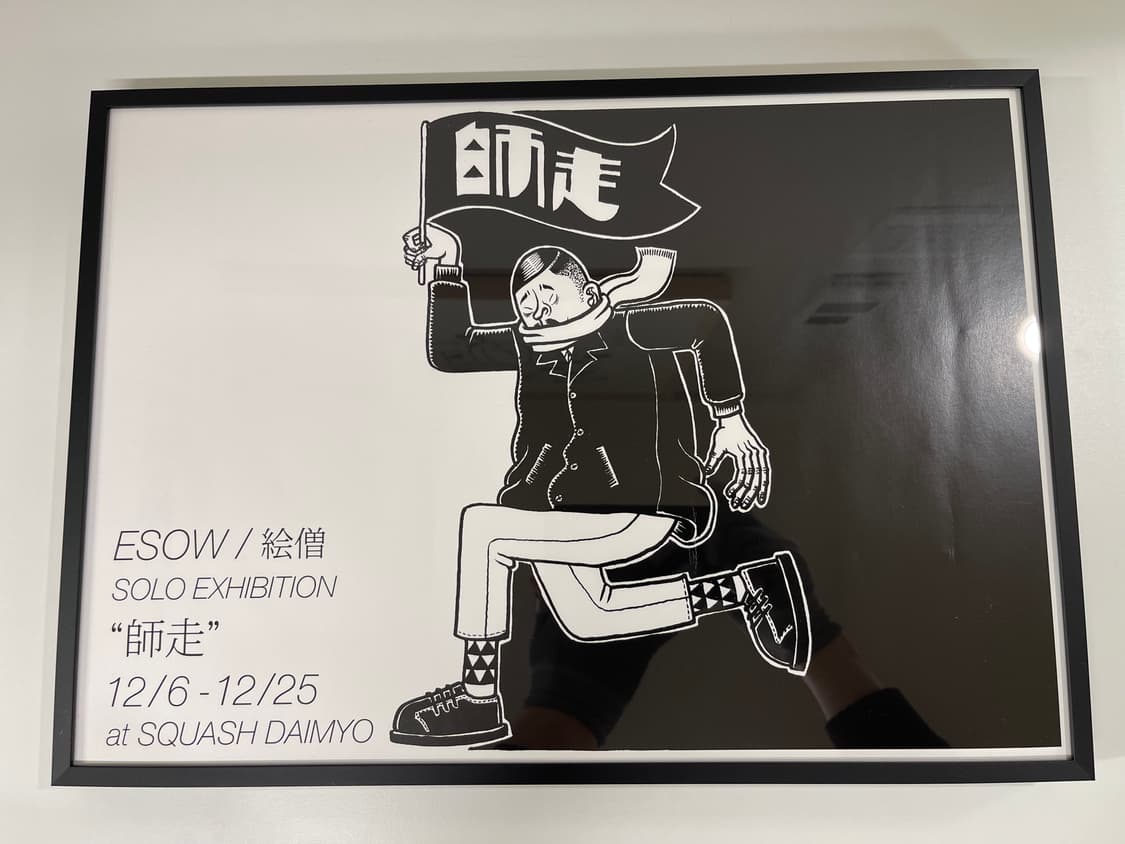 師走
ESOW / 絵僧
SOLO EXHIBITION
“師走”
12/6 - 12/25
at SQUASH DAIMYO